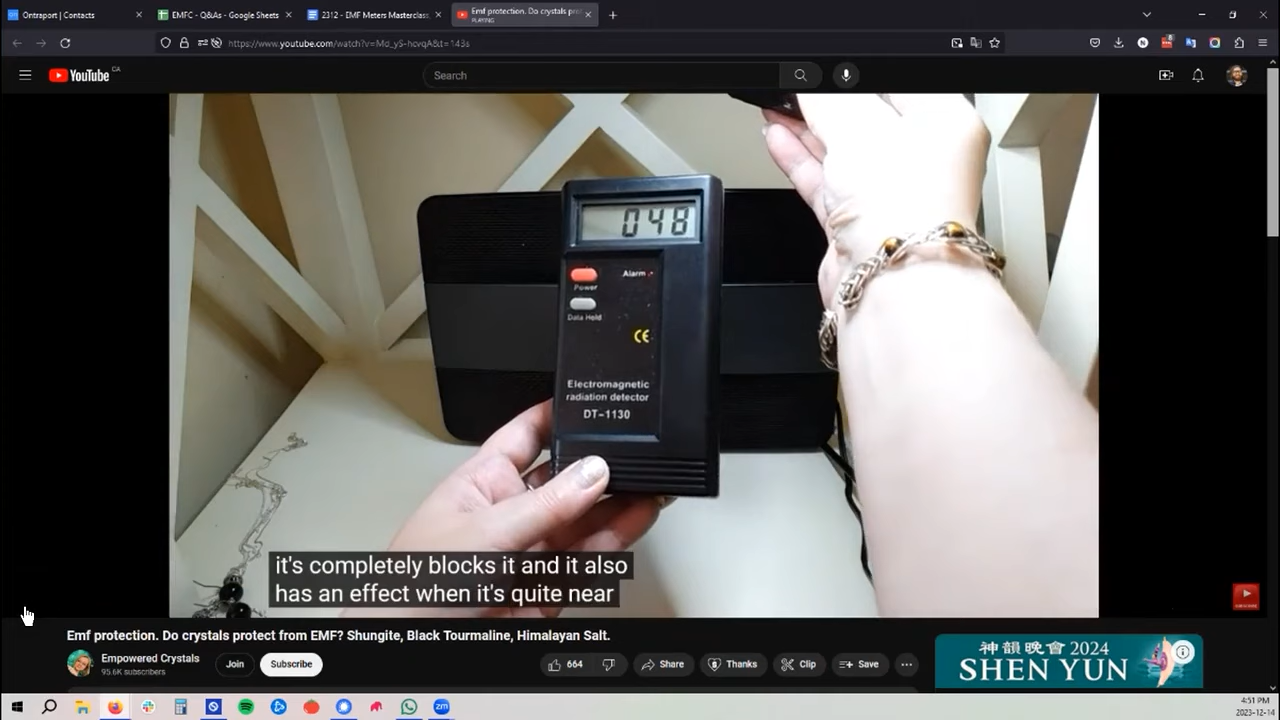 Ontraport | Contacts
EMFC - Q&As - Google Sheets
2312 - EMF Meters Masterclass,
Emf protection. Do crystals pro
PLAYING
https://www.youtube.com/watch?v=Md_yS-hcvqA&t=143s
YouTube CA
Search
048
Alarm
Power
Data Hold
CE
Electromagnetic
radiation detector
DT-1130
it's completely blocks it and it also
has an effect when it's quite near
SUBSCRIBE
Emf protection. Do crystals protect from EMF? Shungite, Black Tourmaline, Himalayan Salt.
Empowered Crystals
95.6K subscribers
Join
Subscribe
664
Share
Thanks
Clip
Save
神韻晚會 2024
SHEN YUN
zm
4:51 PM
2023-12-14